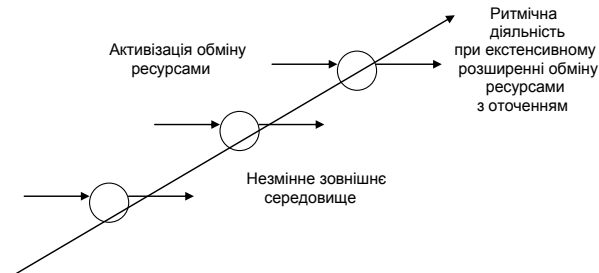 Ритмічна
діяльність
при екстенсивному
розширенні обміну
ресурсами
з оточенням
Активізація обміну
ресурсами
Незмінне зовнішнє
середовище